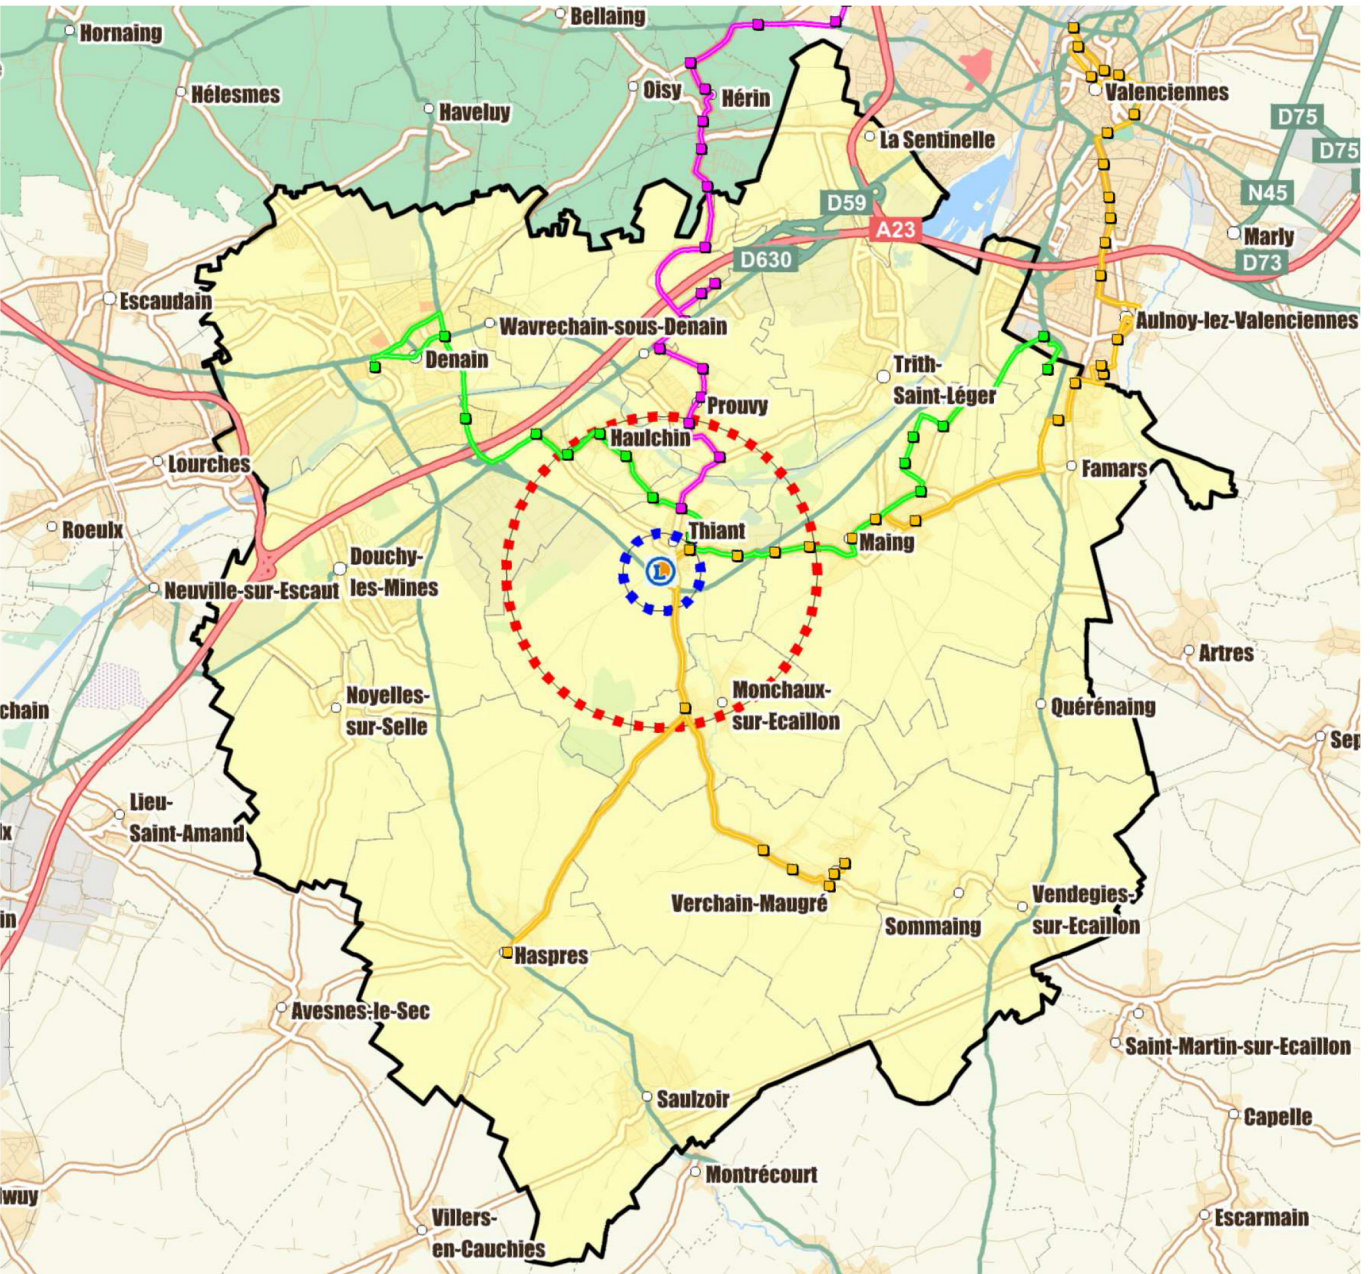 Bellaing
Hornaing
Oisy
Hérin
Valenciennes
Hélesmes
Haveluy
D75
D75
La Sentinelle
D59
N45
A23
Marly
D630
D73
Escaudain
Wavrechain-sous-Denain
Aulnoy-lez-Valenciennes
Denain
Trith-
Saint-Léger
Prouvy
Haulchin
Lourches
Famars
Roeulx
Thiant
Maing
L
Douchy-
les-Mines
Neuville-sur-Escaut
Artres
Noyelles-
sur-Selle
Monchaux-
sur-Ecaillon
chain
Quérénaing
Sep
Lieu-
Saint-Amand
ix
Verchain-Maugré
Vendegies-
sur-Ecaillon
in
Sommaing
Haspres
Avesnes-le-Sec
Saint-Martin-sur-Ecaillon
Saulzoir
Capelle
Montrécourt
wuy
Villers-
en-Cauchies
Escarmain